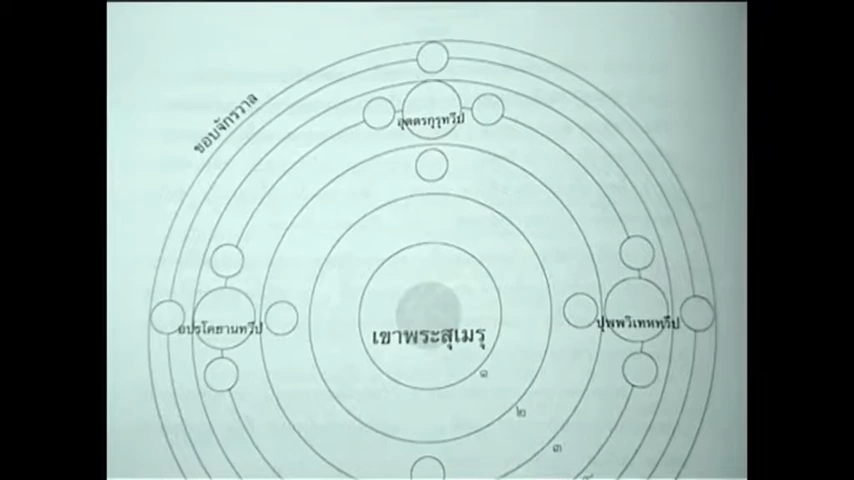 ขอบจักรวาล
อุตตรกุรุทวีป
อปรโคยานทวีป
ปุพพวิเทหทวีป
เขาพระสุเมรุ
๑
๒
๓